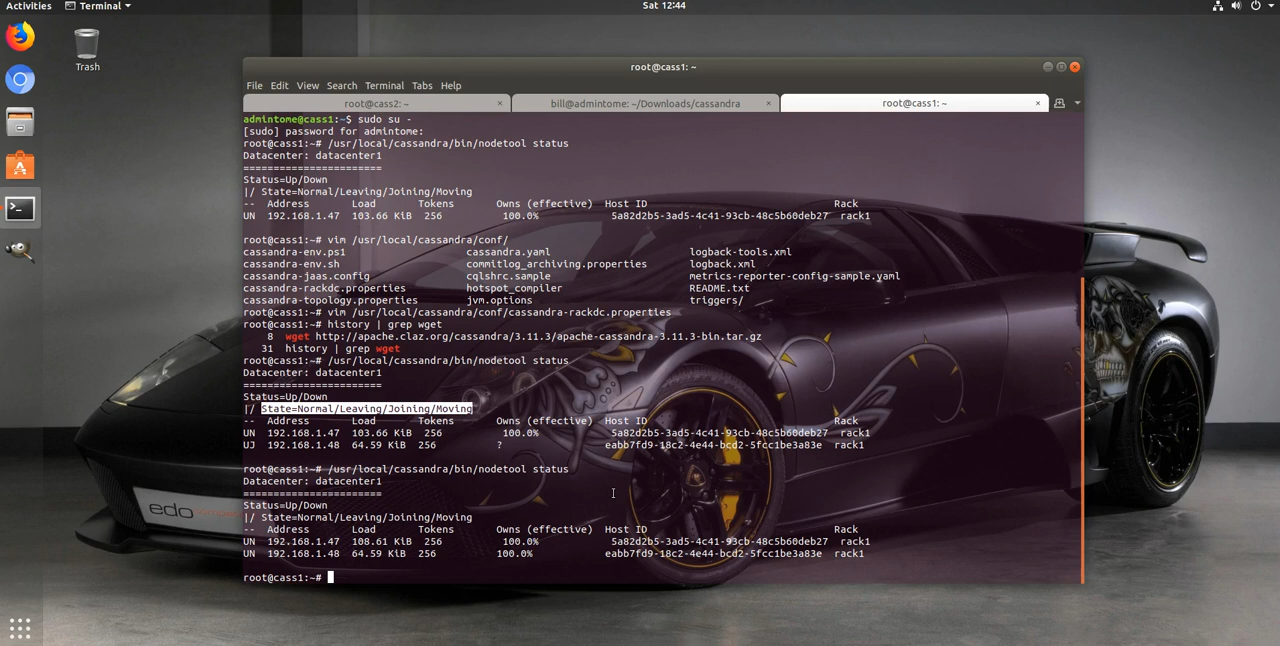 Activities Terminal Sat 12:44
Trash
root@cass1: ~
File Edit View Search Terminal Tabs Help
root@cass2: ~ × bill@admintome: ~/Downloads/cassandra × root@cass1: ~ ×
admintome@cass1:~$ sudo su -
[sudo] password for admintome:
root@cass1:~# /usr/local/cassandra/bin/nodetool status
Datacenter: datacenter1
=======================
Status=Up/Down
|/ State=Normal/Leaving/Joining/Moving
-- Address Load Tokens Owns (effective) Host ID Rack
UN 192.168.1.47 103.66 KiB 256 100.0% 5a82d2b5-3ad5-4c41-93cb-48c5b60deb27 rack1
root@cass1:~# vim /usr/local/cassandra/conf/
cassandra-env.ps1 cassandra.yaml logback-tools.xml
cassandra-env.sh commitlog_archiving.properties logback.xml
cassandra-jaas.config cqlshrc.sample metrics-reporter-config-sample.yaml
cassandra-rackdc.properties hotspot_compiler README.txt
cassandra-topology.properties jvm.options triggers/
root@cass1:~# vim /usr/local/cassandra/conf/cassandra-rackdc.properties
root@cass1:~# history | grep wget
8 wget http://apache.claz.org/cassandra/3.11.3/apache-cassandra-3.11.3-bin.tar.gz
31 history | grep wget
root@cass1:~# /usr/local/cassandra/bin/nodetool status
Datacenter: datacenter1
=======================
Status=Up/Down
|/ State=Normal/Leaving/Joining/Moving
-- Address Load Tokens Owns (effective) Host ID Rack
UN 192.168.1.47 103.66 KiB 256 100.0% 5a82d2b5-3ad5-4c41-93cb-48c5b60deb27 rack1
UJ 192.168.1.48 64.59 KiB 256 ? eabb7fd9-18c2-4e44-bcd2-5fcc1be3a83e rack1
root@cass1:~# /usr/local/cassandra/bin/nodetool status
Datacenter: datacenter1
=======================
Status=Up/Down
|/ State=Normal/Leaving/Joining/Moving
-- Address Load Tokens Owns (effective) Host ID Rack
UN 192.168.1.47 108.61 KiB 256 100.0% 5a82d2b5-3ad5-4c41-93cb-48c5b60deb27 rack1
UN 192.168.1.48 64.59 KiB 256 100.0% eabb7fd9-18c2-4e44-bcd2-5fcc1be3a83e rack1
edo
root@cass1:~#